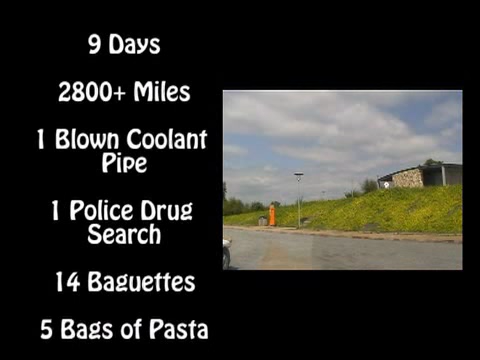 9 Days
2800+ Miles
1 Blown Coolant
Pipe
1 Police Drug
Search
14 Baguettes
5 Bags of Pasta